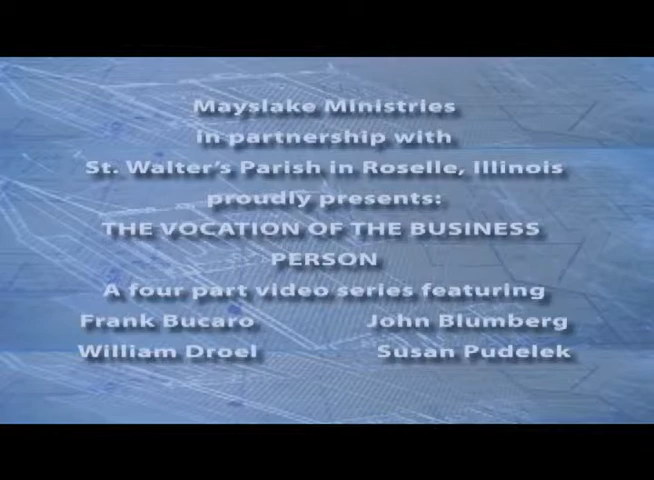 Mayslake Ministries
in partnership with
St. Walter's Parish in Roselle, Illinois
proudly presents:
THE VOCATION OF THE BUSINESS
PERSON
A four part video series featuring
Frank Bucaro John Blumberg
William Droel Susan Pudelek